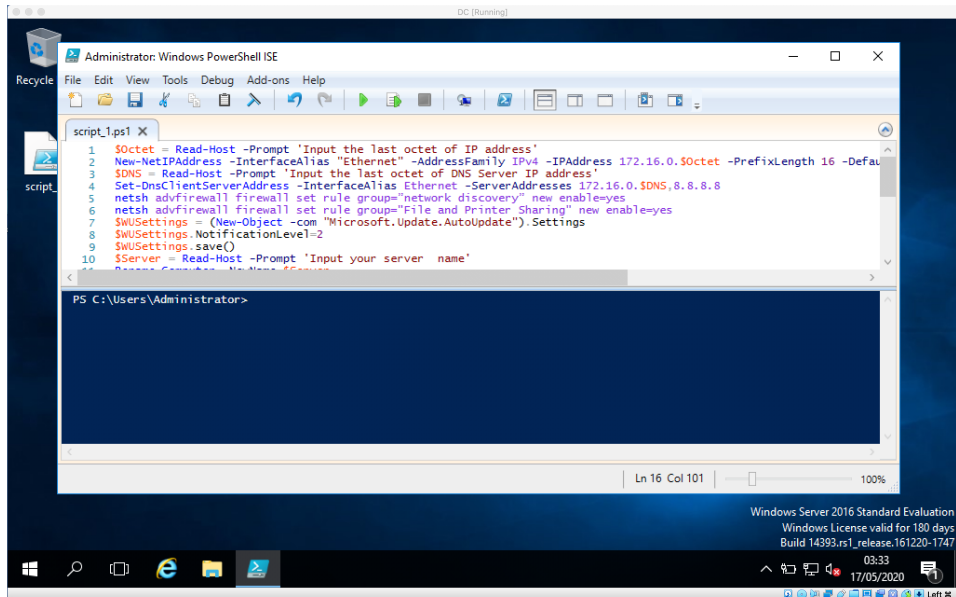 DC [Running]
Recycle
script_
Administrator: Windows PowerShell ISE
File Edit View Tools Debug Add-ons Help
script_1.ps1
1 $Octet = Read-Host -Prompt 'Input the last octet of IP address'
2 New-NetIPAddress -InterfaceAlias "Ethernet" -AddressFamily IPv4 -IPAddress 172.16.0.$Octet -PrefixLength 16 -Defau
3 $DNS = Read-Host -Prompt 'Input the last octet of DNS Server IP address'
4 Set-DnsClientServerAddress -InterfaceAlias Ethernet -ServerAddresses 172.16.0.$DNS,8.8.8.8
5 netsh advfirewall firewall set rule group="network discovery" new enable=yes
6 netsh advfirewall firewall set rule group="File and Printer Sharing" new enable=yes
7 $WUSettings = (New-Object -com "Microsoft.Update.AutoUpdate").Settings
8 $WUSettings.NotificationLevel=2
9 $WUSettings.save()
10 $Server = Read-Host -Prompt 'Input your server  name'
11 Rename-Computer -NewName $Server
PS C:\Users\Administrator>
Ln 16 Col 101
100%
Windows Server 2016 Standard Evaluation
Windows License valid for 180 days
Build 14393.rs1_release.161220-1747
03:33
17/05/2020
1
Left ⌘